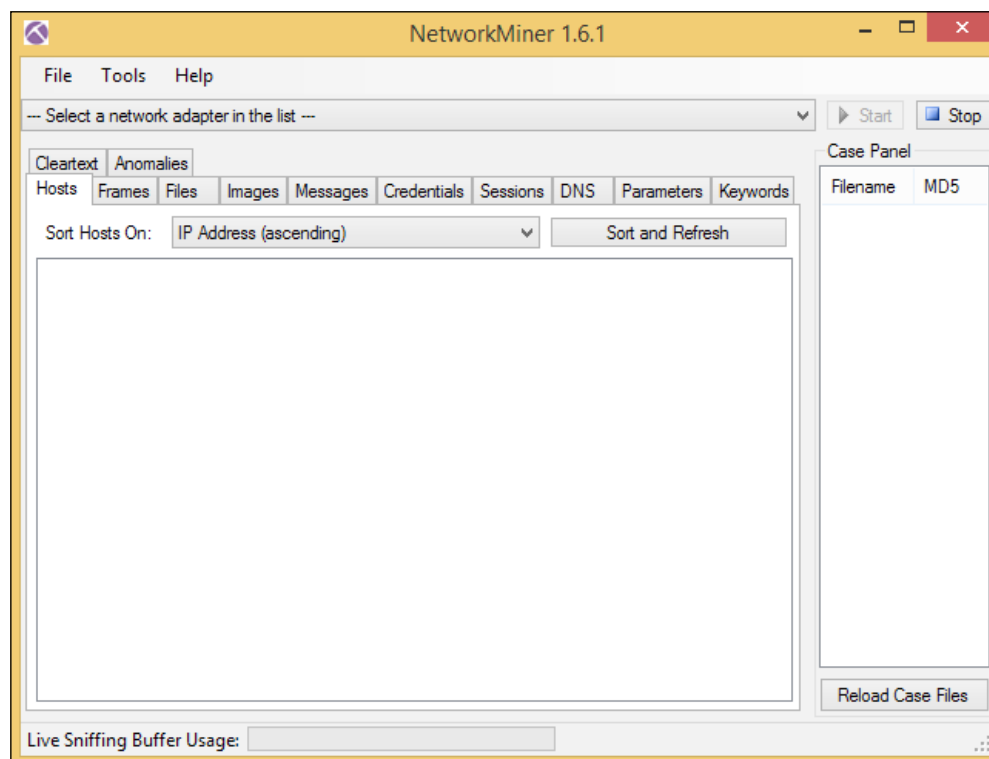 NetworkMiner 1.6.1
File Tools Help
--- Select a network adapter in the list ---
Start
Stop
Cleartext Anomalies
Hosts Frames Files Images Messages Credentials Sessions DNS Parameters Keywords
Sort Hosts On: IP Address (ascending) Sort and Refresh
Case Panel
Filename MD5
Reload Case Files
Live Sniffing Buffer Usage: